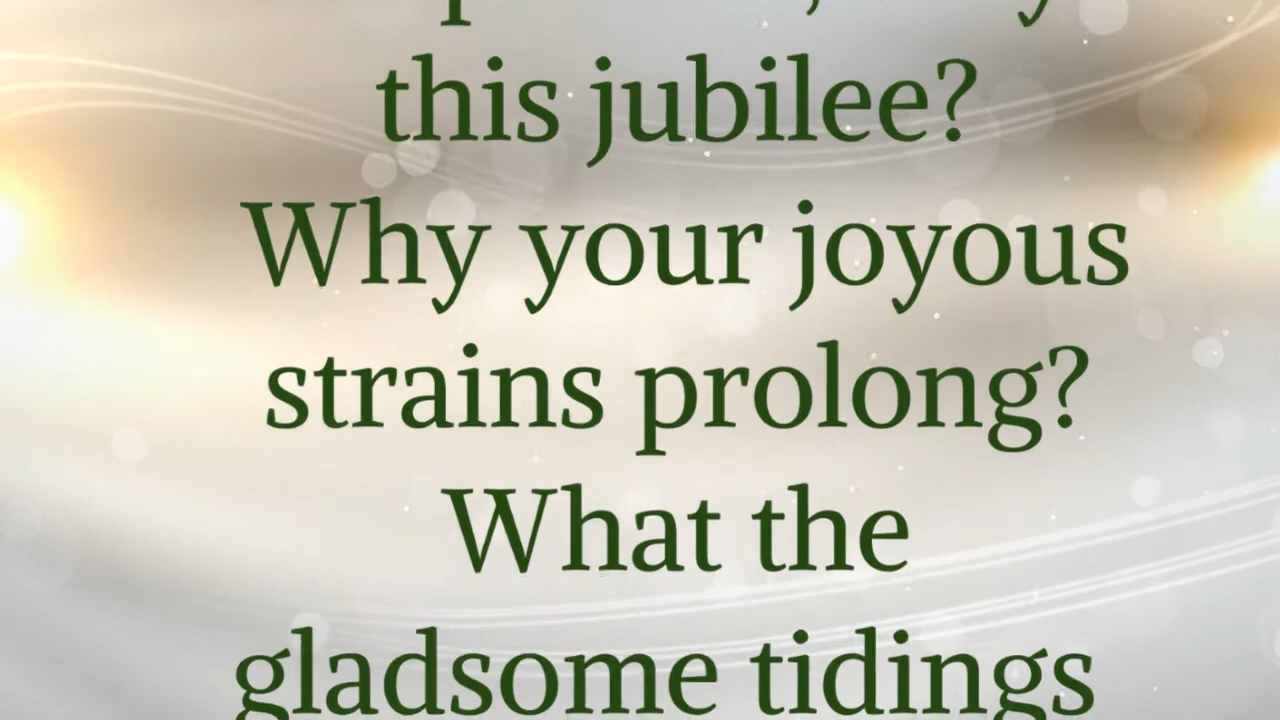 this jubilee?
Why your joyous
strains prolong?
What the
gladsome tidings